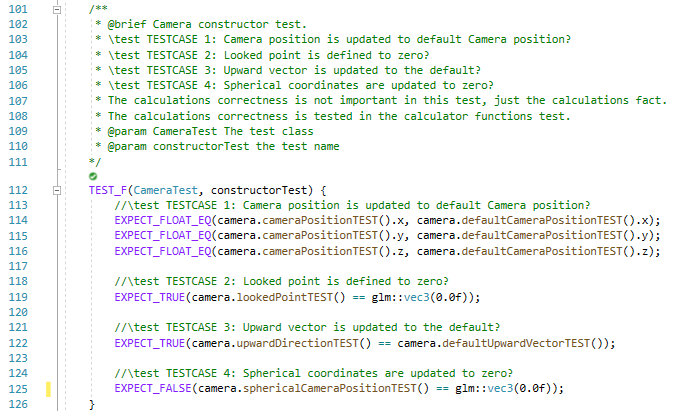 101 /**
102 * @brief Camera constructor test.
103 * \test TESTCASE 1: Camera position is updated to default Camera position?
104 * \test TESTCASE 2: Looked point is defined to zero?
105 * \test TESTCASE 3: Upward vector is updated to the default?
106 * \test TESTCASE 4: Spherical coordinates are updated to zero?
107 * The calculations correctness is not important in this test, just the calculations fact.
108 * The calculations correctness is tested in the calculator functions test.
109 * @param CameraTest The test class
110 * @param constructorTest the test name
111 */
112 TEST_F(CameraTest, constructorTest) {
113 //\test TESTCASE 1: Camera position is updated to default Camera position?
114 EXPECT_FLOAT_EQ(camera.cameraPositionTEST().x, camera.defaultCameraPositionTEST().x);
115 EXPECT_FLOAT_EQ(camera.cameraPositionTEST().y, camera.defaultCameraPositionTEST().y);
116 EXPECT_FLOAT_EQ(camera.cameraPositionTEST().z, camera.defaultCameraPositionTEST().z);
117
118 //\test TESTCASE 2: Looked point is defined to zero?
119 EXPECT_TRUE(camera.lookedPointTEST() == glm::vec3(0.0f));
120
121 //\test TESTCASE 3: Upward vector is updated to the default?
122 EXPECT_TRUE(camera.upwardDirectionTEST() == camera.defaultUpwardVectorTEST());
123
124 //\test TESTCASE 4: Spherical coordinates are updated to zero?
125 EXPECT_FALSE(camera.sphericalCameraPositionTEST() == glm::vec3(0.0f));
126 }